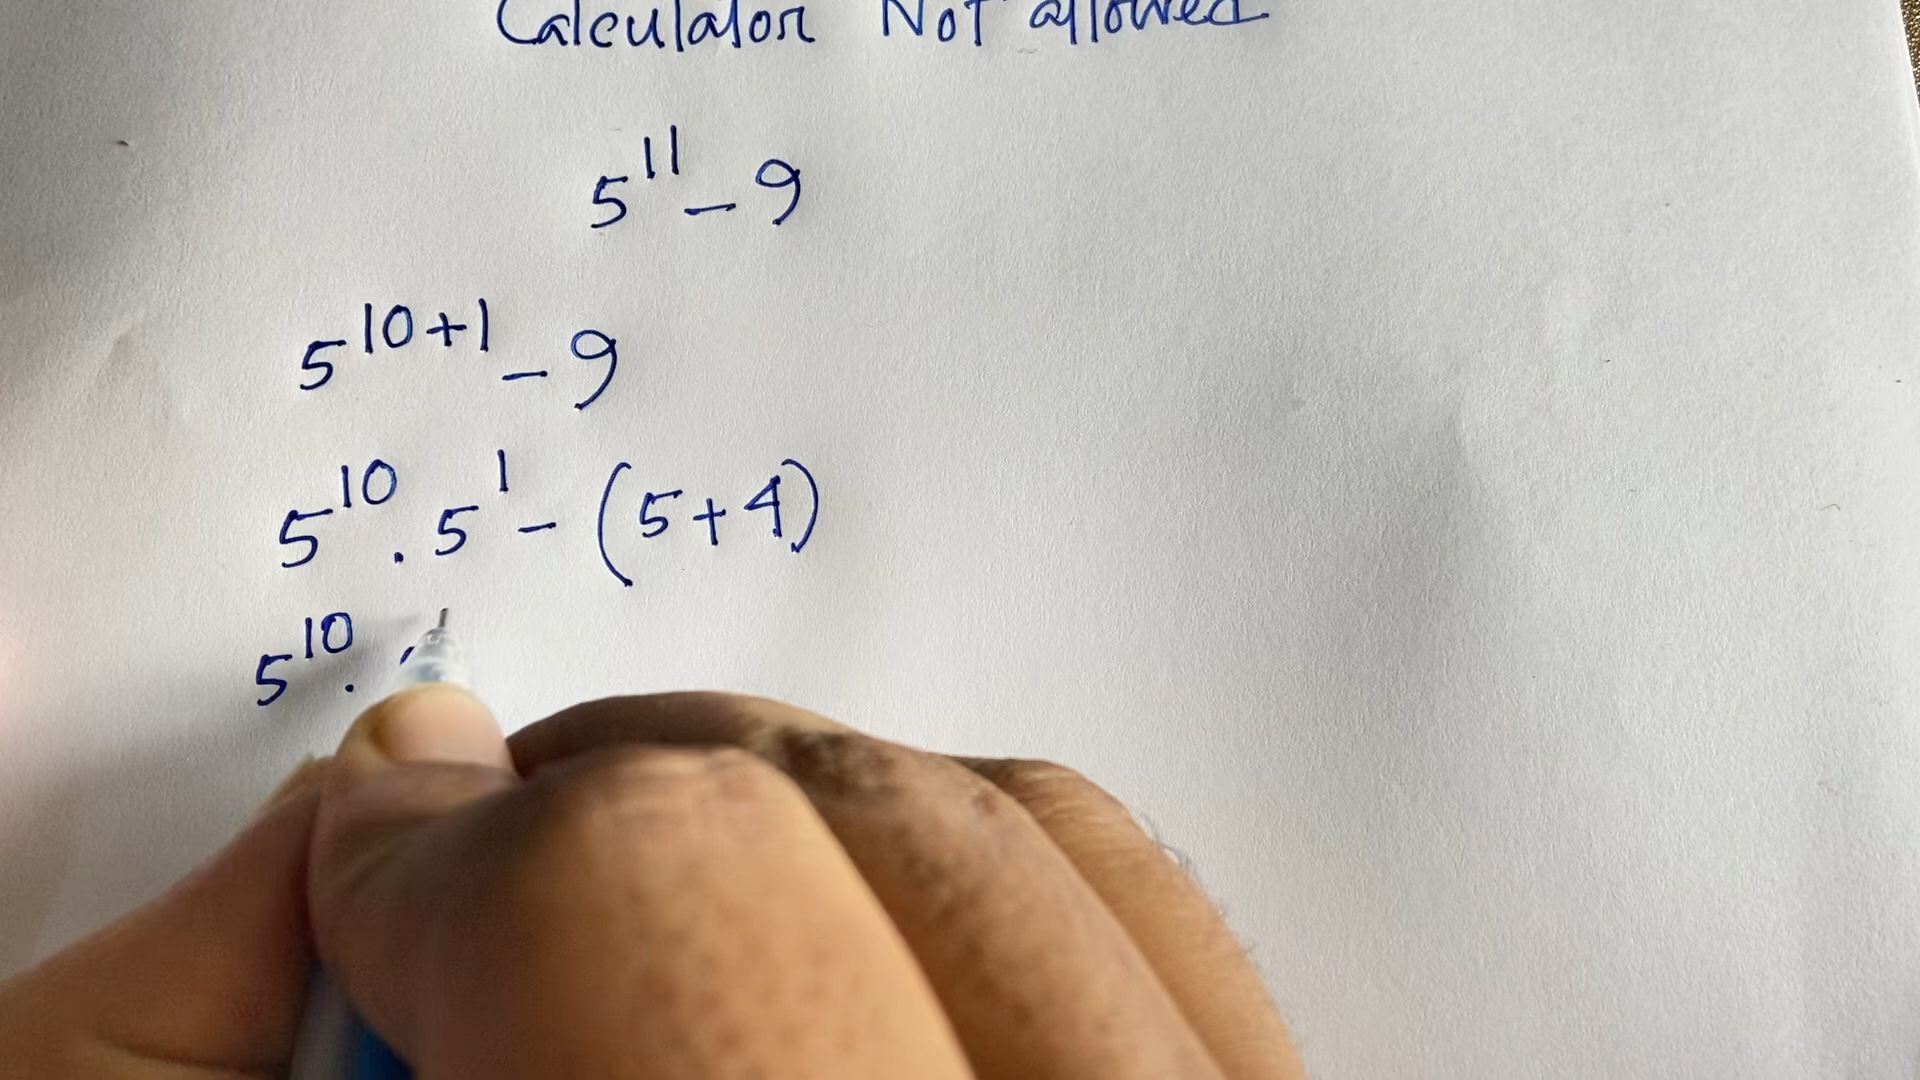 Calculator Not allowed
5^11 - 9
5^10+1 - 9
5^10 . 5^1 - (5+4)
5^10 .